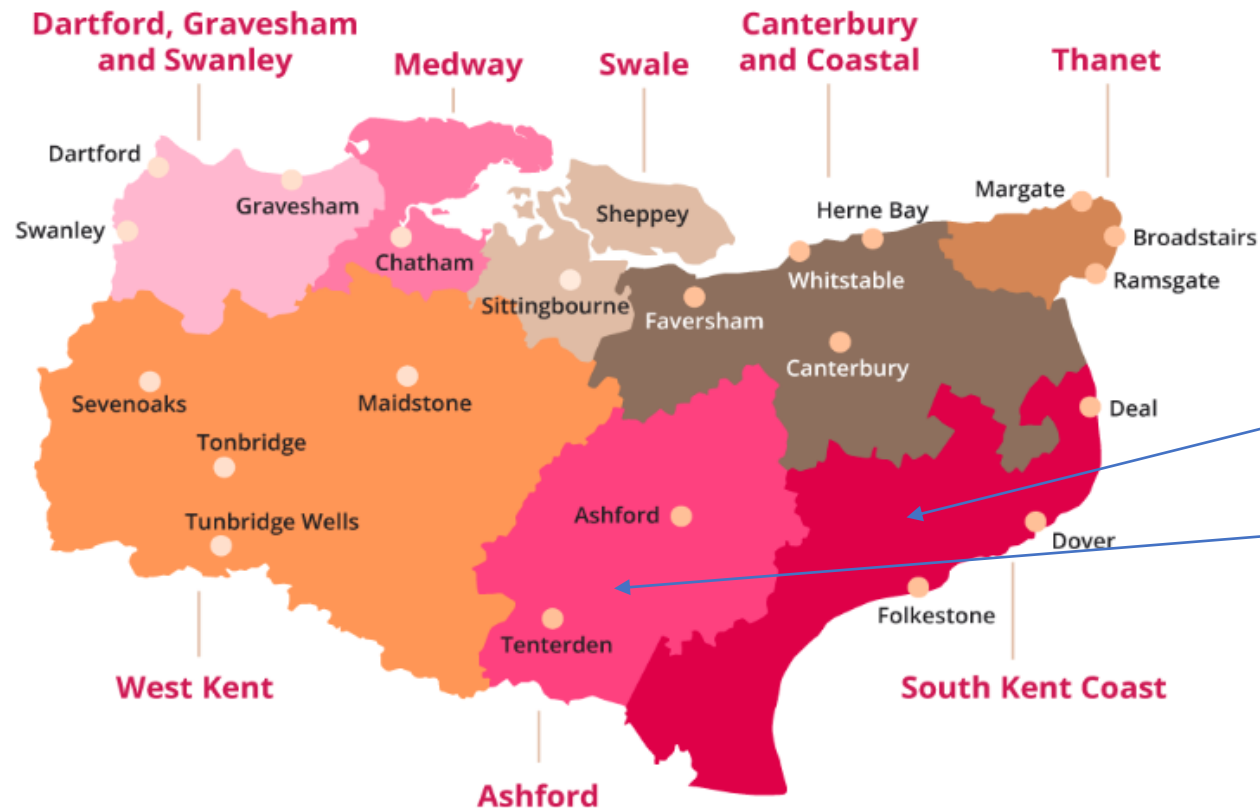 Dartford, Gravesham
and Swanley
Medway
Swale
Canterbury
and Coastal
Thanet
Dartford
Gravesham
Swanley
Chatham
Sheppey
Sittingbourne
Herne Bay
Whitstable
Faversham
Canterbury
Margate
Broadstairs
Ramsgate
Sevenoaks
Maidstone
Tonbridge
Tunbridge Wells
Deal
Ashford
Dover
Folkestone
Tenterden
West Kent
South Kent Coast
Ashford